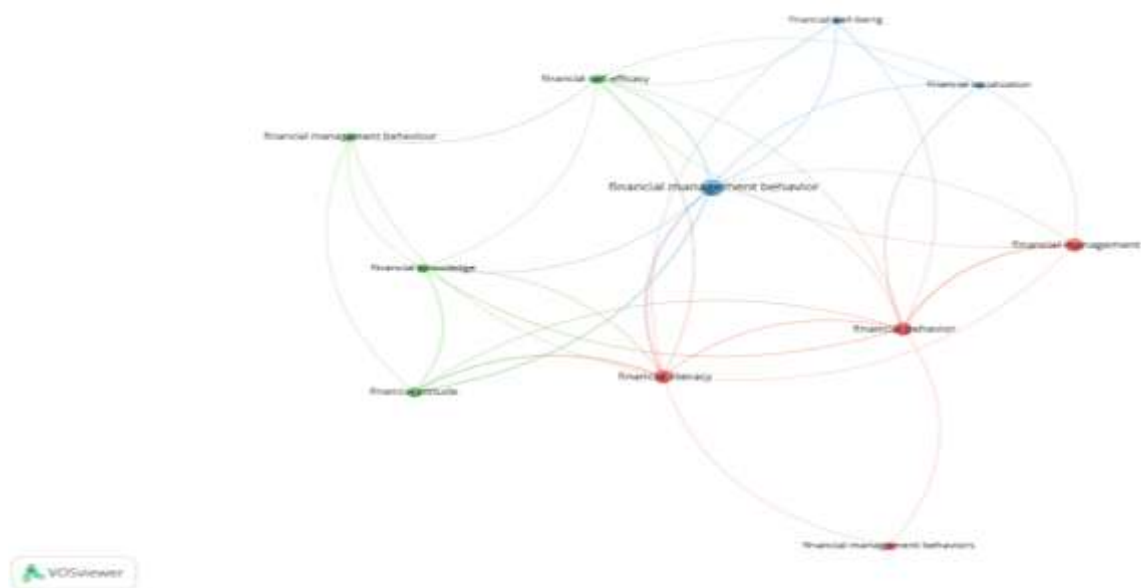 financial well-being
financial self-efficacy
financial socialization
financial management behaviour
financial management behavior
financial management
financial knowledge
financial behavior
financial literacy
financial attitude
financial management behaviors
VOSviewer